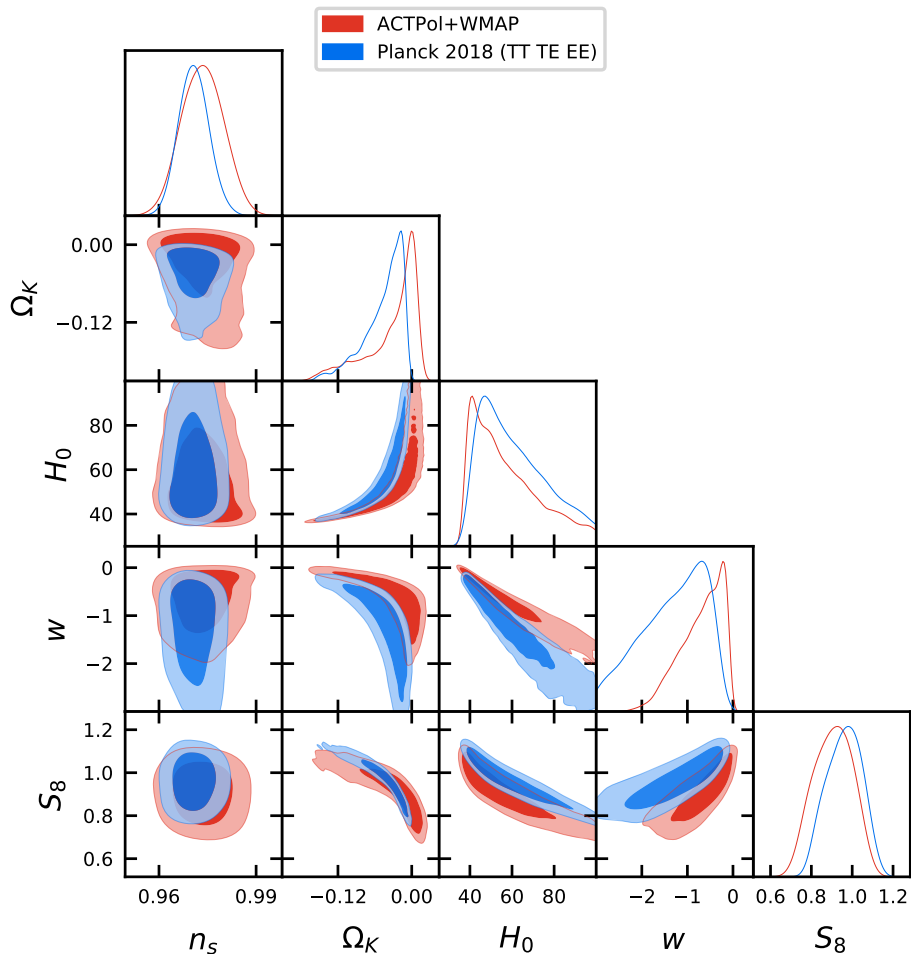 ACTPol+WMAP
Planck 2018 (TT TE EE)
0.00
−0.12
Ω_K
80
60
40
H_0
0
−1
−2
w
1.2
1.0
0.8
0.6
S_8
0.96 0.99 −0.12 0.00 40 60 80 −2 −1 0 0.6 0.8 1.0 1.2
n_s Ω_K H_0 w S_8